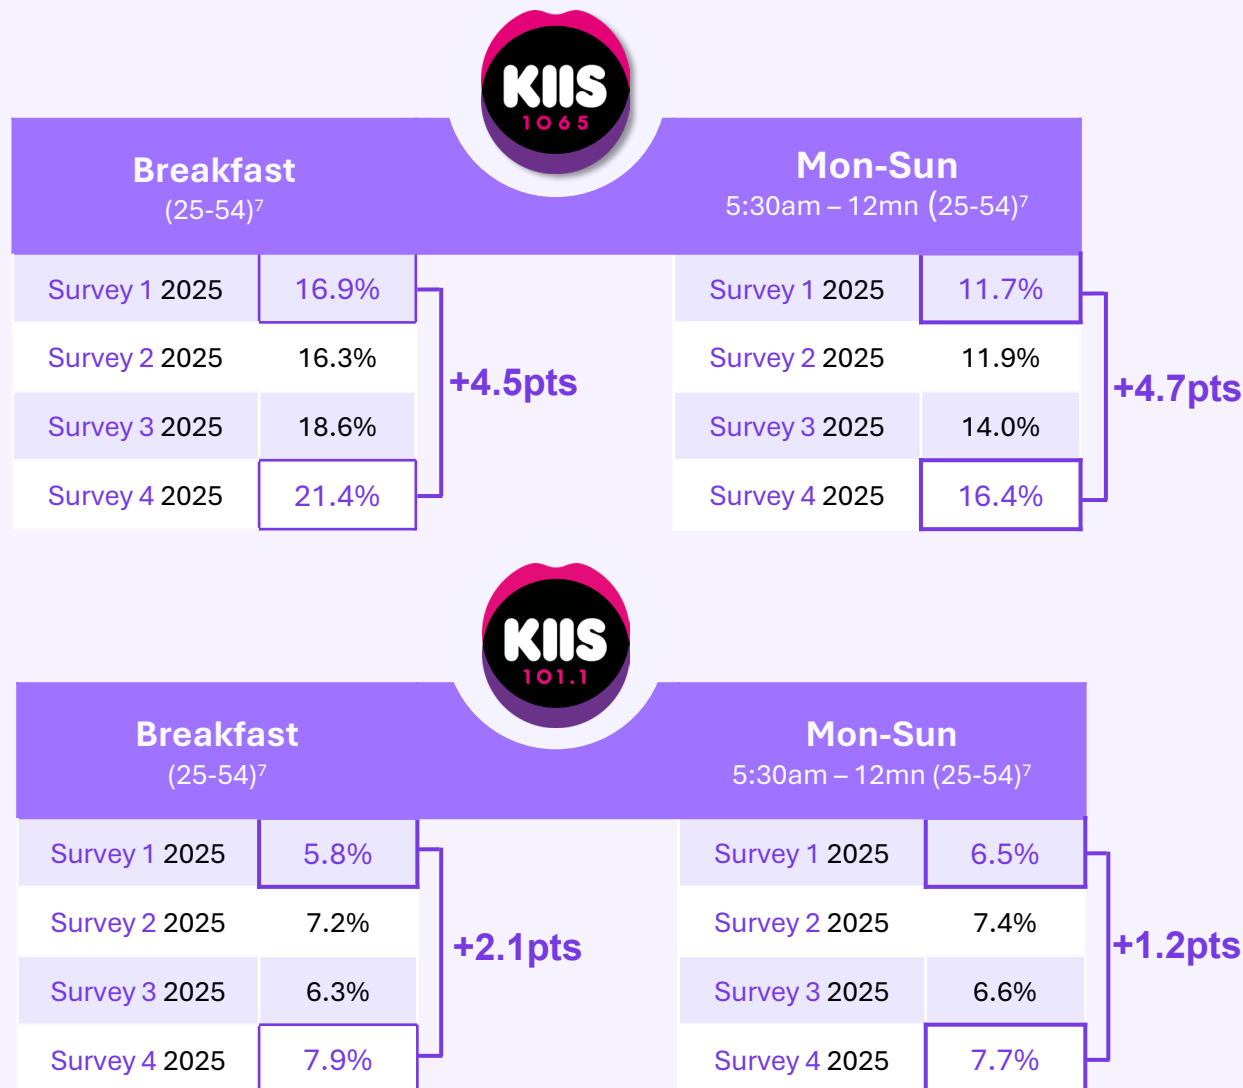 KIIS
1065
Breakfast
(25-54)⁷
Mon-Sun
5:30am – 12mn (25-54)⁷
Survey 1 2025 16.9%
Survey 2 2025 16.3%
Survey 3 2025 18.6%
Survey 4 2025 21.4%
+4.5pts
Survey 1 2025 11.7%
Survey 2 2025 11.9%
Survey 3 2025 14.0%
Survey 4 2025 16.4%
+4.7pts
KIIS
101.1
Breakfast
(25-54)⁷
Mon-Sun
5:30am – 12mn (25-54)⁷
Survey 1 2025 5.8%
Survey 2 2025 7.2%
Survey 3 2025 6.3%
Survey 4 2025 7.9%
+2.1pts
Survey 1 2025 6.5%
Survey 2 2025 7.4%
Survey 3 2025 6.6%
Survey 4 2025 7.7%
+1.2pts